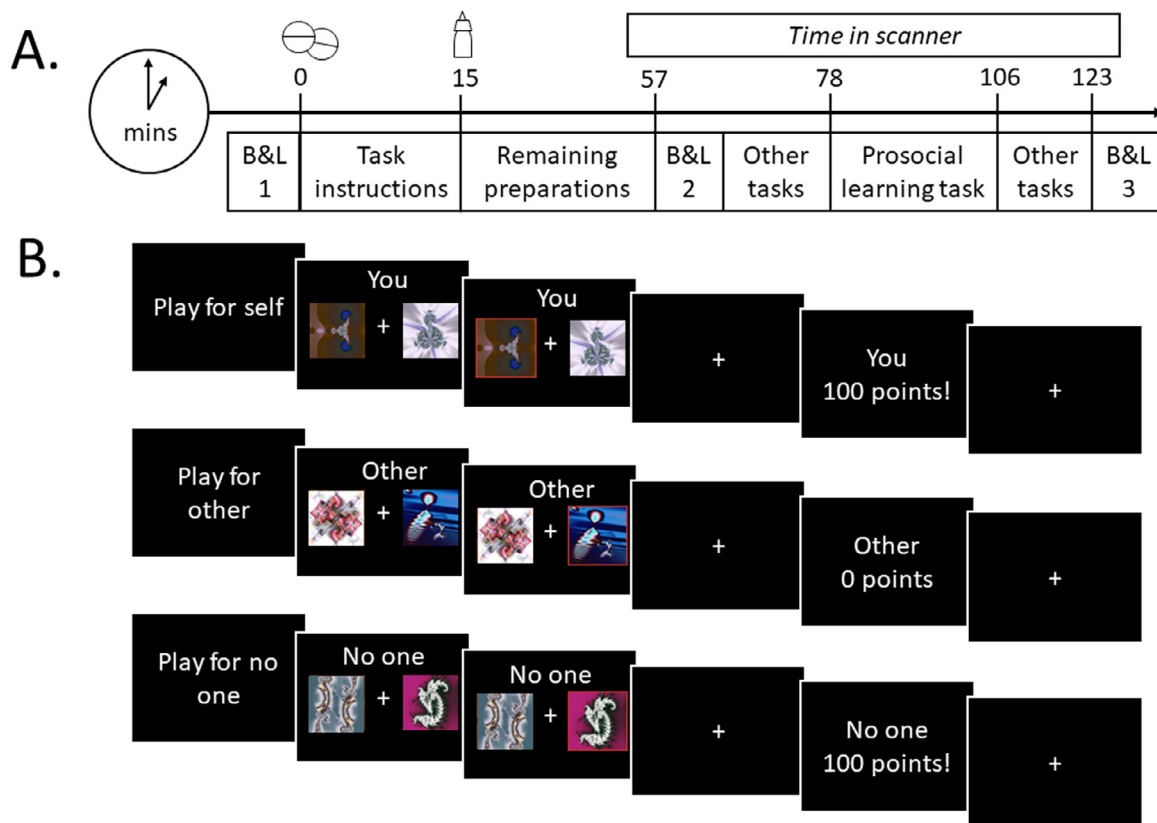 A.
Time in scanner
0
15
57
78
106
123
mins
B&L
1
Task
instructions
Remaining
preparations
B&L
2
Other
tasks
Prosocial
learning task
Other
tasks
B&L
3
B.
Play for self
You
+
You
+
+
You
100 points!
+
Play for
other
Other
+
Other
+
+
Other
0 points
+
Play for no
one
No one
+
No one
+
+
No one
100 points!
+